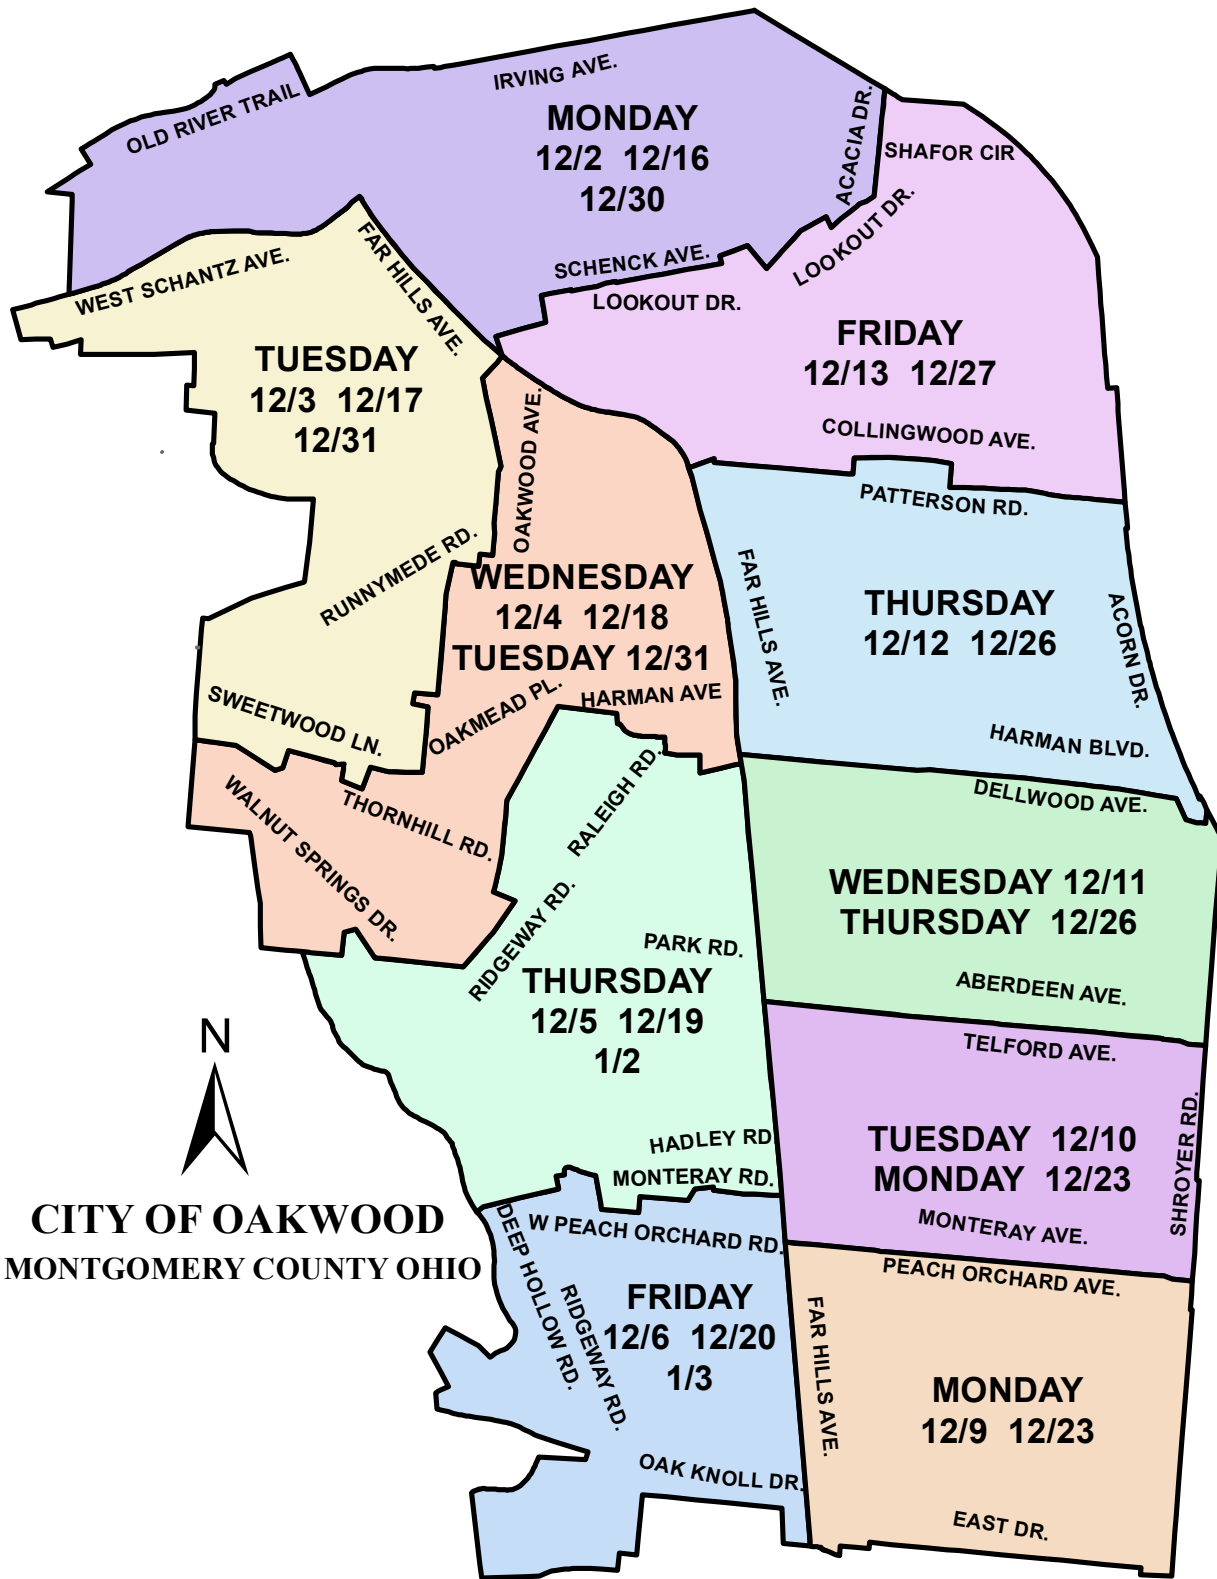 IRVING AVE.
OLD RIVER TRAIL
MONDAY
12/2 12/16
12/30
ACACIA DR.
SHAFOR CIR
LOOKOUT DR.
SCHENCK AVE.
LOOKOUT DR.
WEST SCHANTZ AVE.
FAR HILLS AVE.
FRIDAY
12/13 12/27
COLLINGWOOD AVE.
TUESDAY
12/3 12/17
12/31
OAKWOOD AVE.
RUNNYMEDE RD.
PATTERSON RD.
WEDNESDAY
12/4 12/18
TUESDAY 12/31
FAR HILLS AVE.
THURSDAY
12/12 12/26
ACORN DR.
HARMAN BLVD.
SWEETWOOD LN.
OAKMEAD PL.
HARMAN AVE
WALNUT SPRINGS DR.
THORNHILL RD.
RALEIGH RD.
DELLWOOD AVE.
WEDNESDAY 12/11
THURSDAY 12/26
ABERDEEN AVE.
RIDGEWAY RD.
PARK RD.
THURSDAY
12/5 12/19
1/2
HADLEY RD
MONTERAY RD.
TELFORD AVE.
TUESDAY 12/10
MONDAY 12/23
MONTERAY AVE.
SHROYER RD.
N
CITY OF OAKWOOD
MONTGOMERY COUNTY OHIO
W PEACH ORCHARD RD.
DEEP HOLLOW RD.
RIDGEWAY RD.
FRIDAY
12/6 12/20
1/3
OAK KNOLL DR.
PEACH ORCHARD AVE.
FAR HILLS AVE.
MONDAY
12/9 12/23
EAST DR.